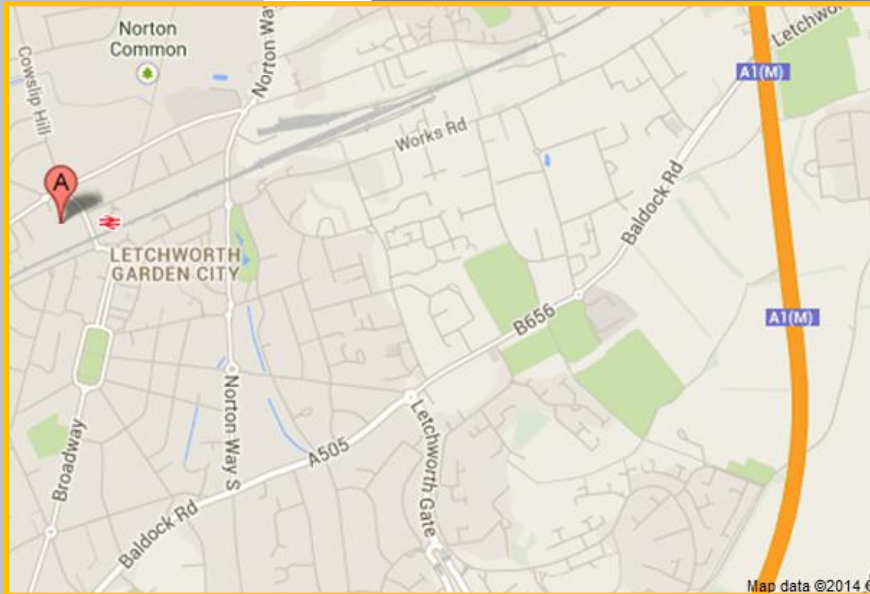 Norton
Common
Norton Way
Letchwor
A1(M)
Cowslip Hill
Works Rd
A
Baldock Rd
LETCHWORTH
GARDEN CITY
A1(M)
B656
Norton Way S
Letchworth Gate
Broadway
A505
Baldock Rd
Map data ©2014